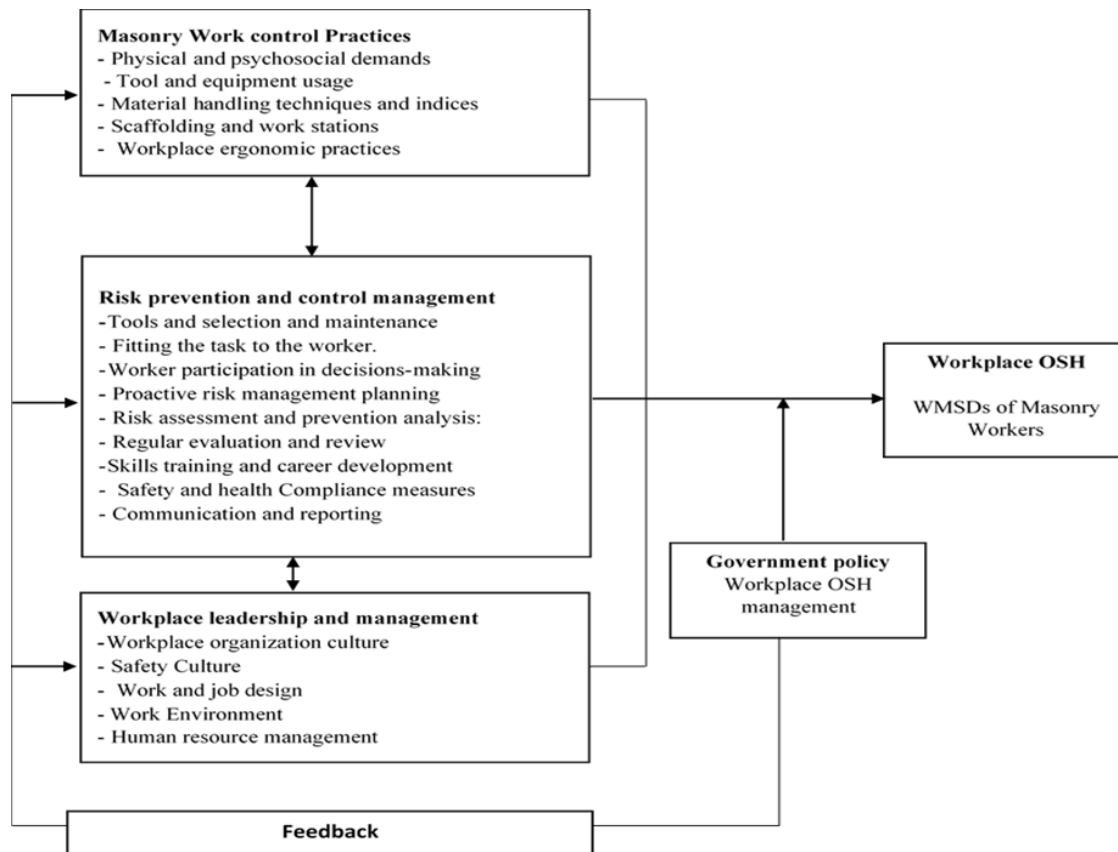 Masonry Work control Practices
- Physical and psychosocial demands
- Tool and equipment usage
- Material handling techniques and indices
- Scaffolding and work stations
- Workplace ergonomic practices
Risk prevention and control management
-Tools and selection and maintenance
- Fitting the task to the worker.
-Worker participation in decisions-making
- Proactive risk management planning
- Risk assessment and prevention analysis:
- Regular evaluation and review
-Skills training and career development
- Safety and health Compliance measures
- Communication and reporting
Workplace leadership and management
-Workplace organization culture
- Safety Culture
- Work and job design
- Work Environment
- Human resource management
Workplace OSH
WMSDs of Masonry
Workers
Government policy
Workplace OSH
management
Feedback